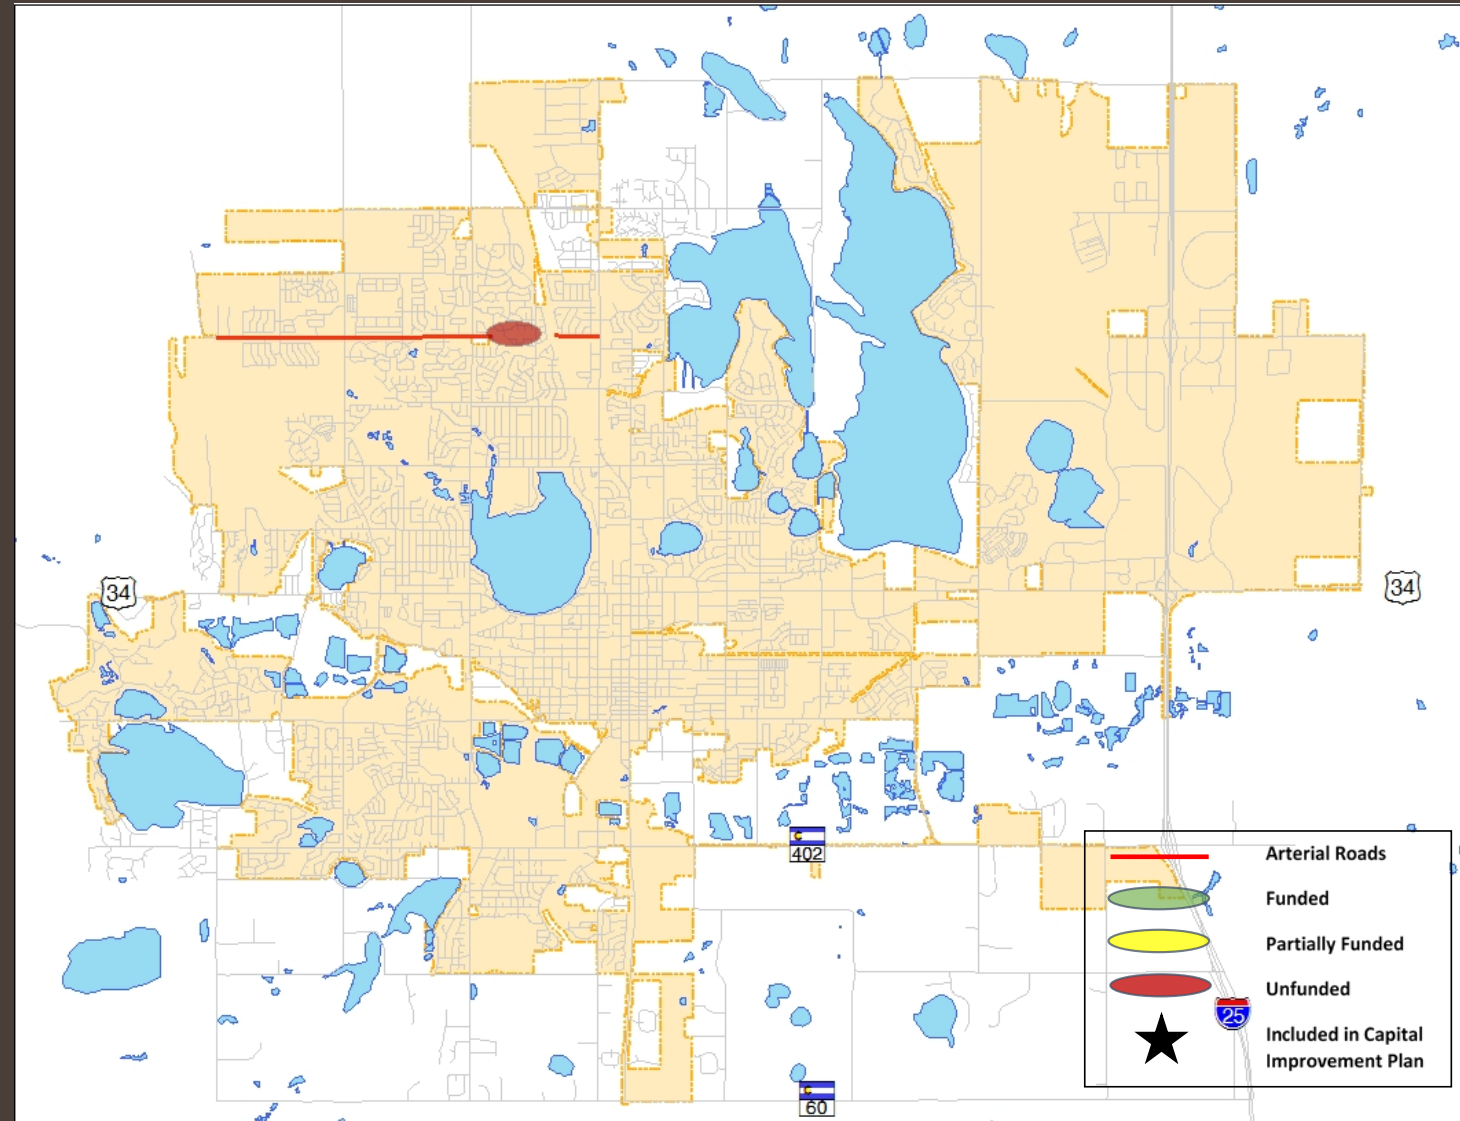 34
34
C
402
Arterial Roads
Funded
Partially Funded
Unfunded
25
Included in Capital
Improvement Plan
C
60